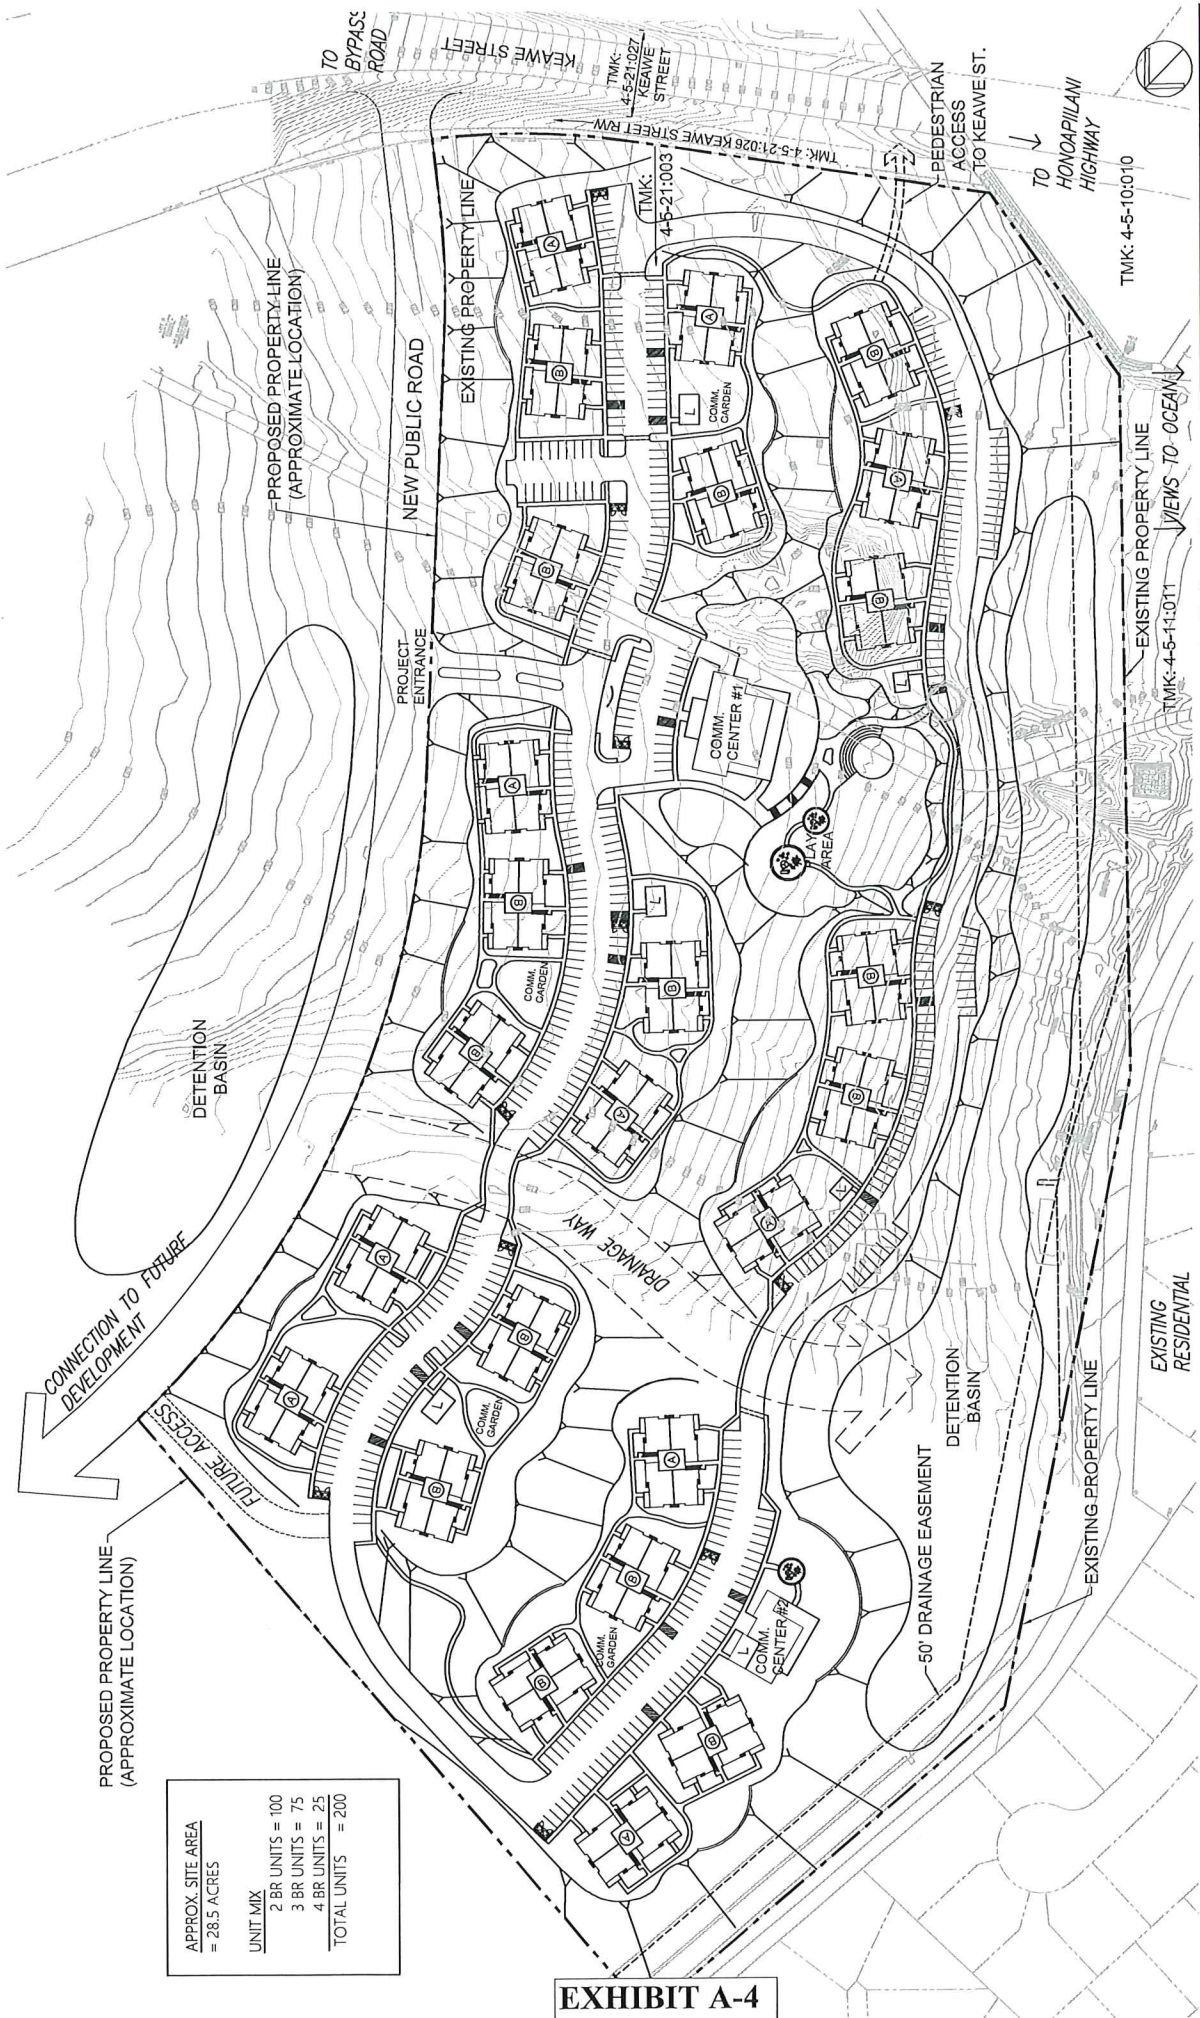 TO
BYPASS
ROAD
KEAWE STREET
TMK:
4-5-21:027
KEAWE
STREET
TMK: 4-5-21:026 KEAWE STREET R/W
PEDESTRIAN
ACCESS
TO KEAWE ST.
TO
HONOAPIILANI
HIGHWAY
TMK: 4-5-10:010
PROPOSED PROPERTY LINE
(APPROXIMATE LOCATION)
NEW PUBLIC ROAD
EXISTING PROPERTY LINE
TMK:
4-5-21:003
A
B
A
B
COMM.
GARDEN
L
B
B
A
B
L
EXISTING PROPERTY LINE
VIEWS TO OCEAN
TMK: 4-5-11:011
PROJECT
ENTRANCE
COMM.
CENTER #1
A
B
B
COMM.
GARDEN
L
B
A
AREA
B
B
A
L
DETENTION
BASIN
DRAINAGE WAY
CONNECTION TO FUTURE
DEVELOPMENT
FUTURE ACCESS
A
A
B
B
L
COMM.
GARDEN
DETENTION
BASIN
EXISTING
RESIDENTIAL
PROPOSED PROPERTY LINE
(APPROXIMATE LOCATION)
A
B
B
COMM.
GARDEN
L
COMM.
CENTER #2
B
A
50' DRAINAGE EASEMENT
EXISTING PROPERTY LINE
APPROX. SITE AREA
= 28.5 ACRES
UNIT MIX
2 BR UNITS = 100
3 BR UNITS = 75
4 BR UNITS = 25
TOTAL UNITS = 200
EXHIBIT A-4